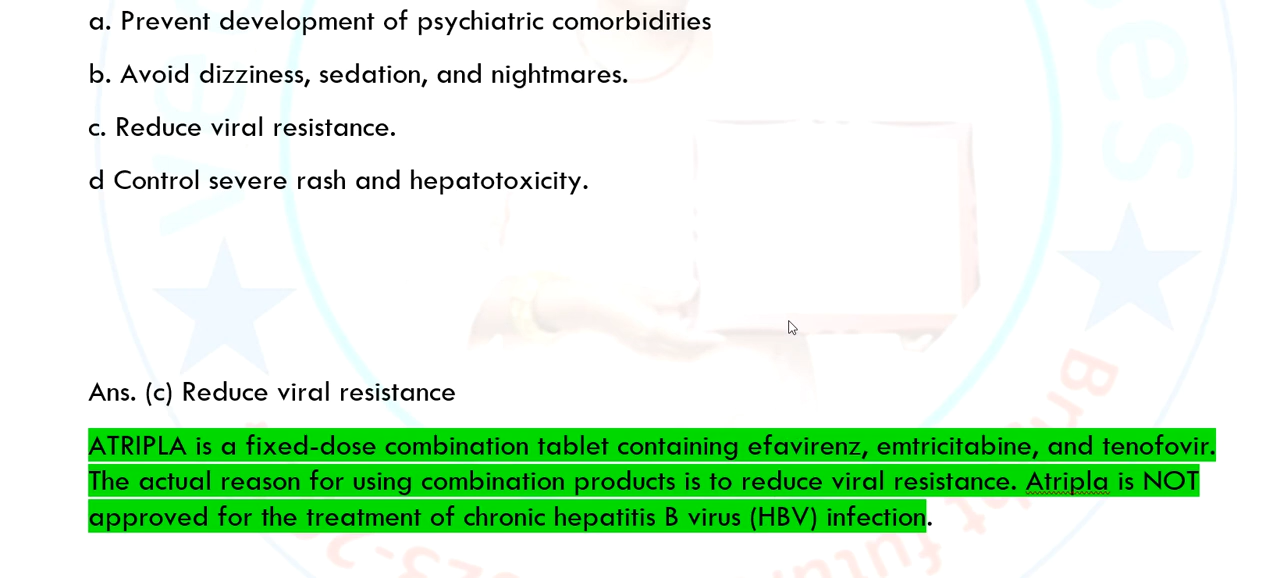 a. Prevent development of psychiatric comorbidities
b. Avoid dizziness, sedation, and nightmares.
c. Reduce viral resistance.
d Control severe rash and hepatotoxicity.
Ans. (c) Reduce viral resistance
ATRIPLA is a fixed-dose combination tablet containing efavirenz, emtricitabine, and tenofovir.
The actual reason for using combination products is to reduce viral resistance. Atripla is NOT
approved for the treatment of chronic hepatitis B virus (HBV) infection.